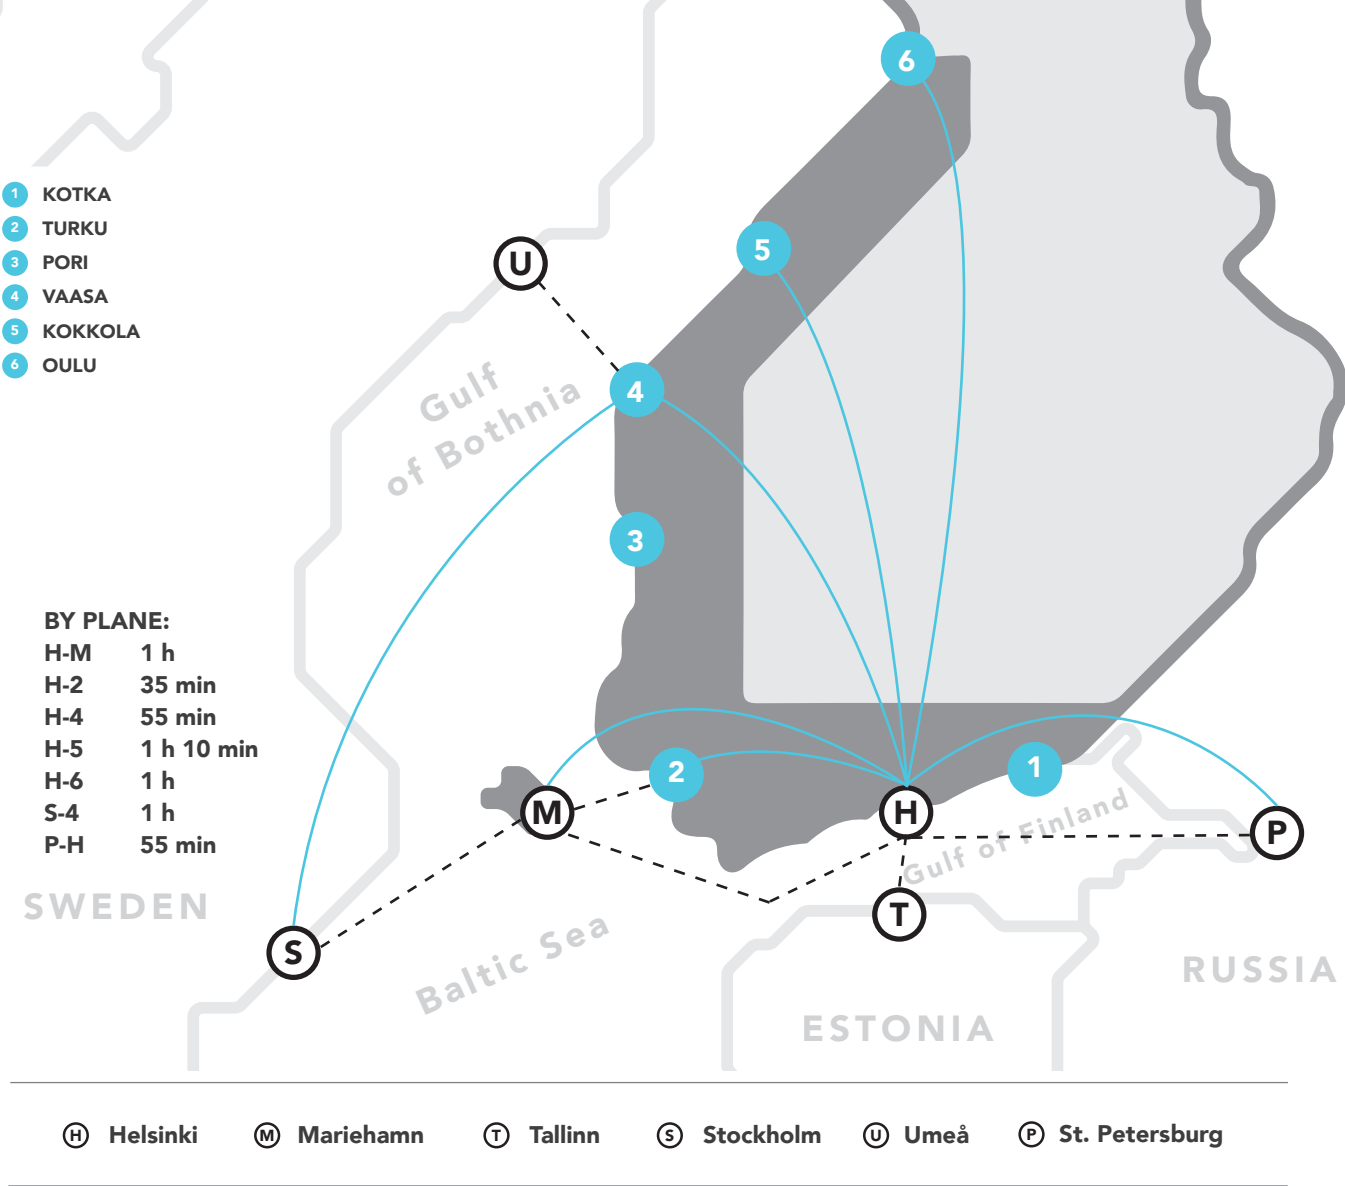 6
1 KOTKA
2 TURKU
3 PORI
4 VAASA
5 KOKKOLA
6 OULU
U
5
4
Gulf
of Bothnia
3
BY PLANE:
H-M 1 h
H-2 35 min
H-4 55 min
H-5 1 h 10 min
H-6 1 h
S-4 1 h
P-H 55 min
2
1
M
H
P
Gulf of Finland
SWEDEN
T
S
Baltic Sea
RUSSIA
ESTONIA
H Helsinki M Mariehamn T Tallinn S Stockholm U Umeå P St. Petersburg